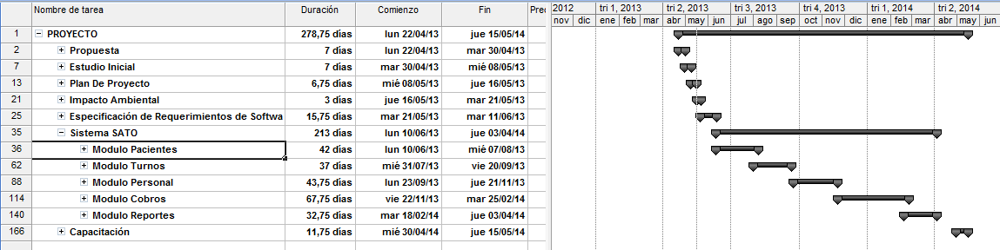 Nombre de tarea Duración Comienzo Fin Prec 2012 tri 1, 2013 tri 2, 2013 tri 3, 2013 tri 4, 2013 tri 1, 2014 tri 2, 2014
nov dic ene feb mar abr may jun jul ago sep oct nov dic ene feb mar abr may jun
1 PROYECTO 278,75 días lun 22/04/13 jue 15/05/14
2 Propuesta 7 días lun 22/04/13 mar 30/04/13
7 Estudio Inicial 7 días mar 30/04/13 mié 08/05/13
13 Plan De Proyecto 6,75 días mié 08/05/13 jue 16/05/13
21 Impacto Ambiental 3 días jue 16/05/13 mar 21/05/13
25 Especificación de Requerimientos de Softwa 15,75 días mar 21/05/13 mar 11/06/13
35 Sistema SATO 213 días lun 10/06/13 jue 03/04/14
36 Modulo Pacientes 42 días lun 10/06/13 mié 07/08/13
62 Modulo Turnos 37 días mié 31/07/13 vie 20/09/13
88 Modulo Personal 43,75 días lun 23/09/13 jue 21/11/13
114 Modulo Cobros 67,75 días vie 22/11/13 mar 25/02/14
140 Modulo Reportes 32,75 días mar 18/02/14 jue 03/04/14
166 Capacitación 11,75 días mié 30/04/14 jue 15/05/14